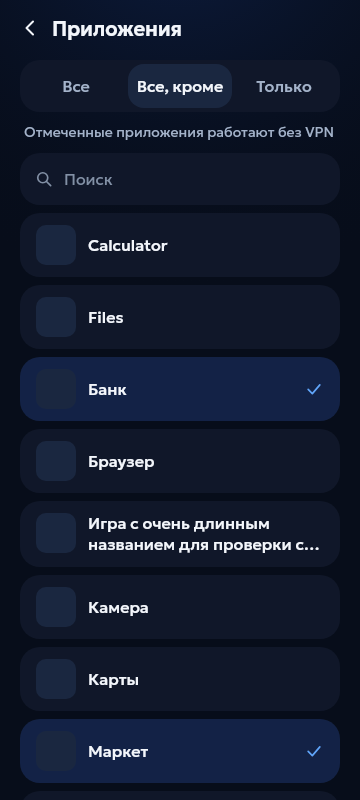 Приложения
Все
Все, кроме
Только
Отмеченные приложения работают без VPN
Поиск
Calculator
Files
Банк
Браузер
Игра с очень длинным
названием для проверки с...
Камера
Карты
Маркет